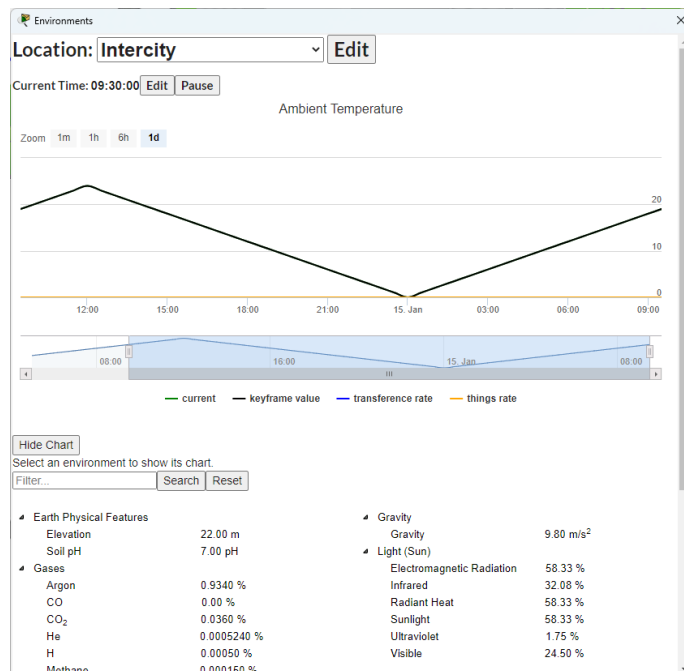 Environments
Location: Intercity Edit
Current Time: 09:30:00 Edit Pause
Ambient Temperature
Zoom 1m 1h 6h 1d
20
10
0
12:00 15:00 18:00 21:00 15. Jan 03:00 06:00 09:00
08:00 16:00 15. Jan 08:00
current keyframe value transference rate things rate
Hide Chart
Select an environment to show its chart.
Filter... Search Reset
Earth Physical Features
Elevation 22.00 m
Soil pH 7.00 pH
Gases
Argon 0.9340 %
CO 0.00 %
CO₂ 0.0360 %
He 0.0005240 %
H 0.00050 %
Methane 0.000150 %
Gravity
Gravity 9.80 m/s²
Light (Sun)
Electromagnetic Radiation 58.33 %
Infrared 32.08 %
Radiant Heat 58.33 %
Sunlight 58.33 %
Ultraviolet 1.75 %
Visible 24.50 %